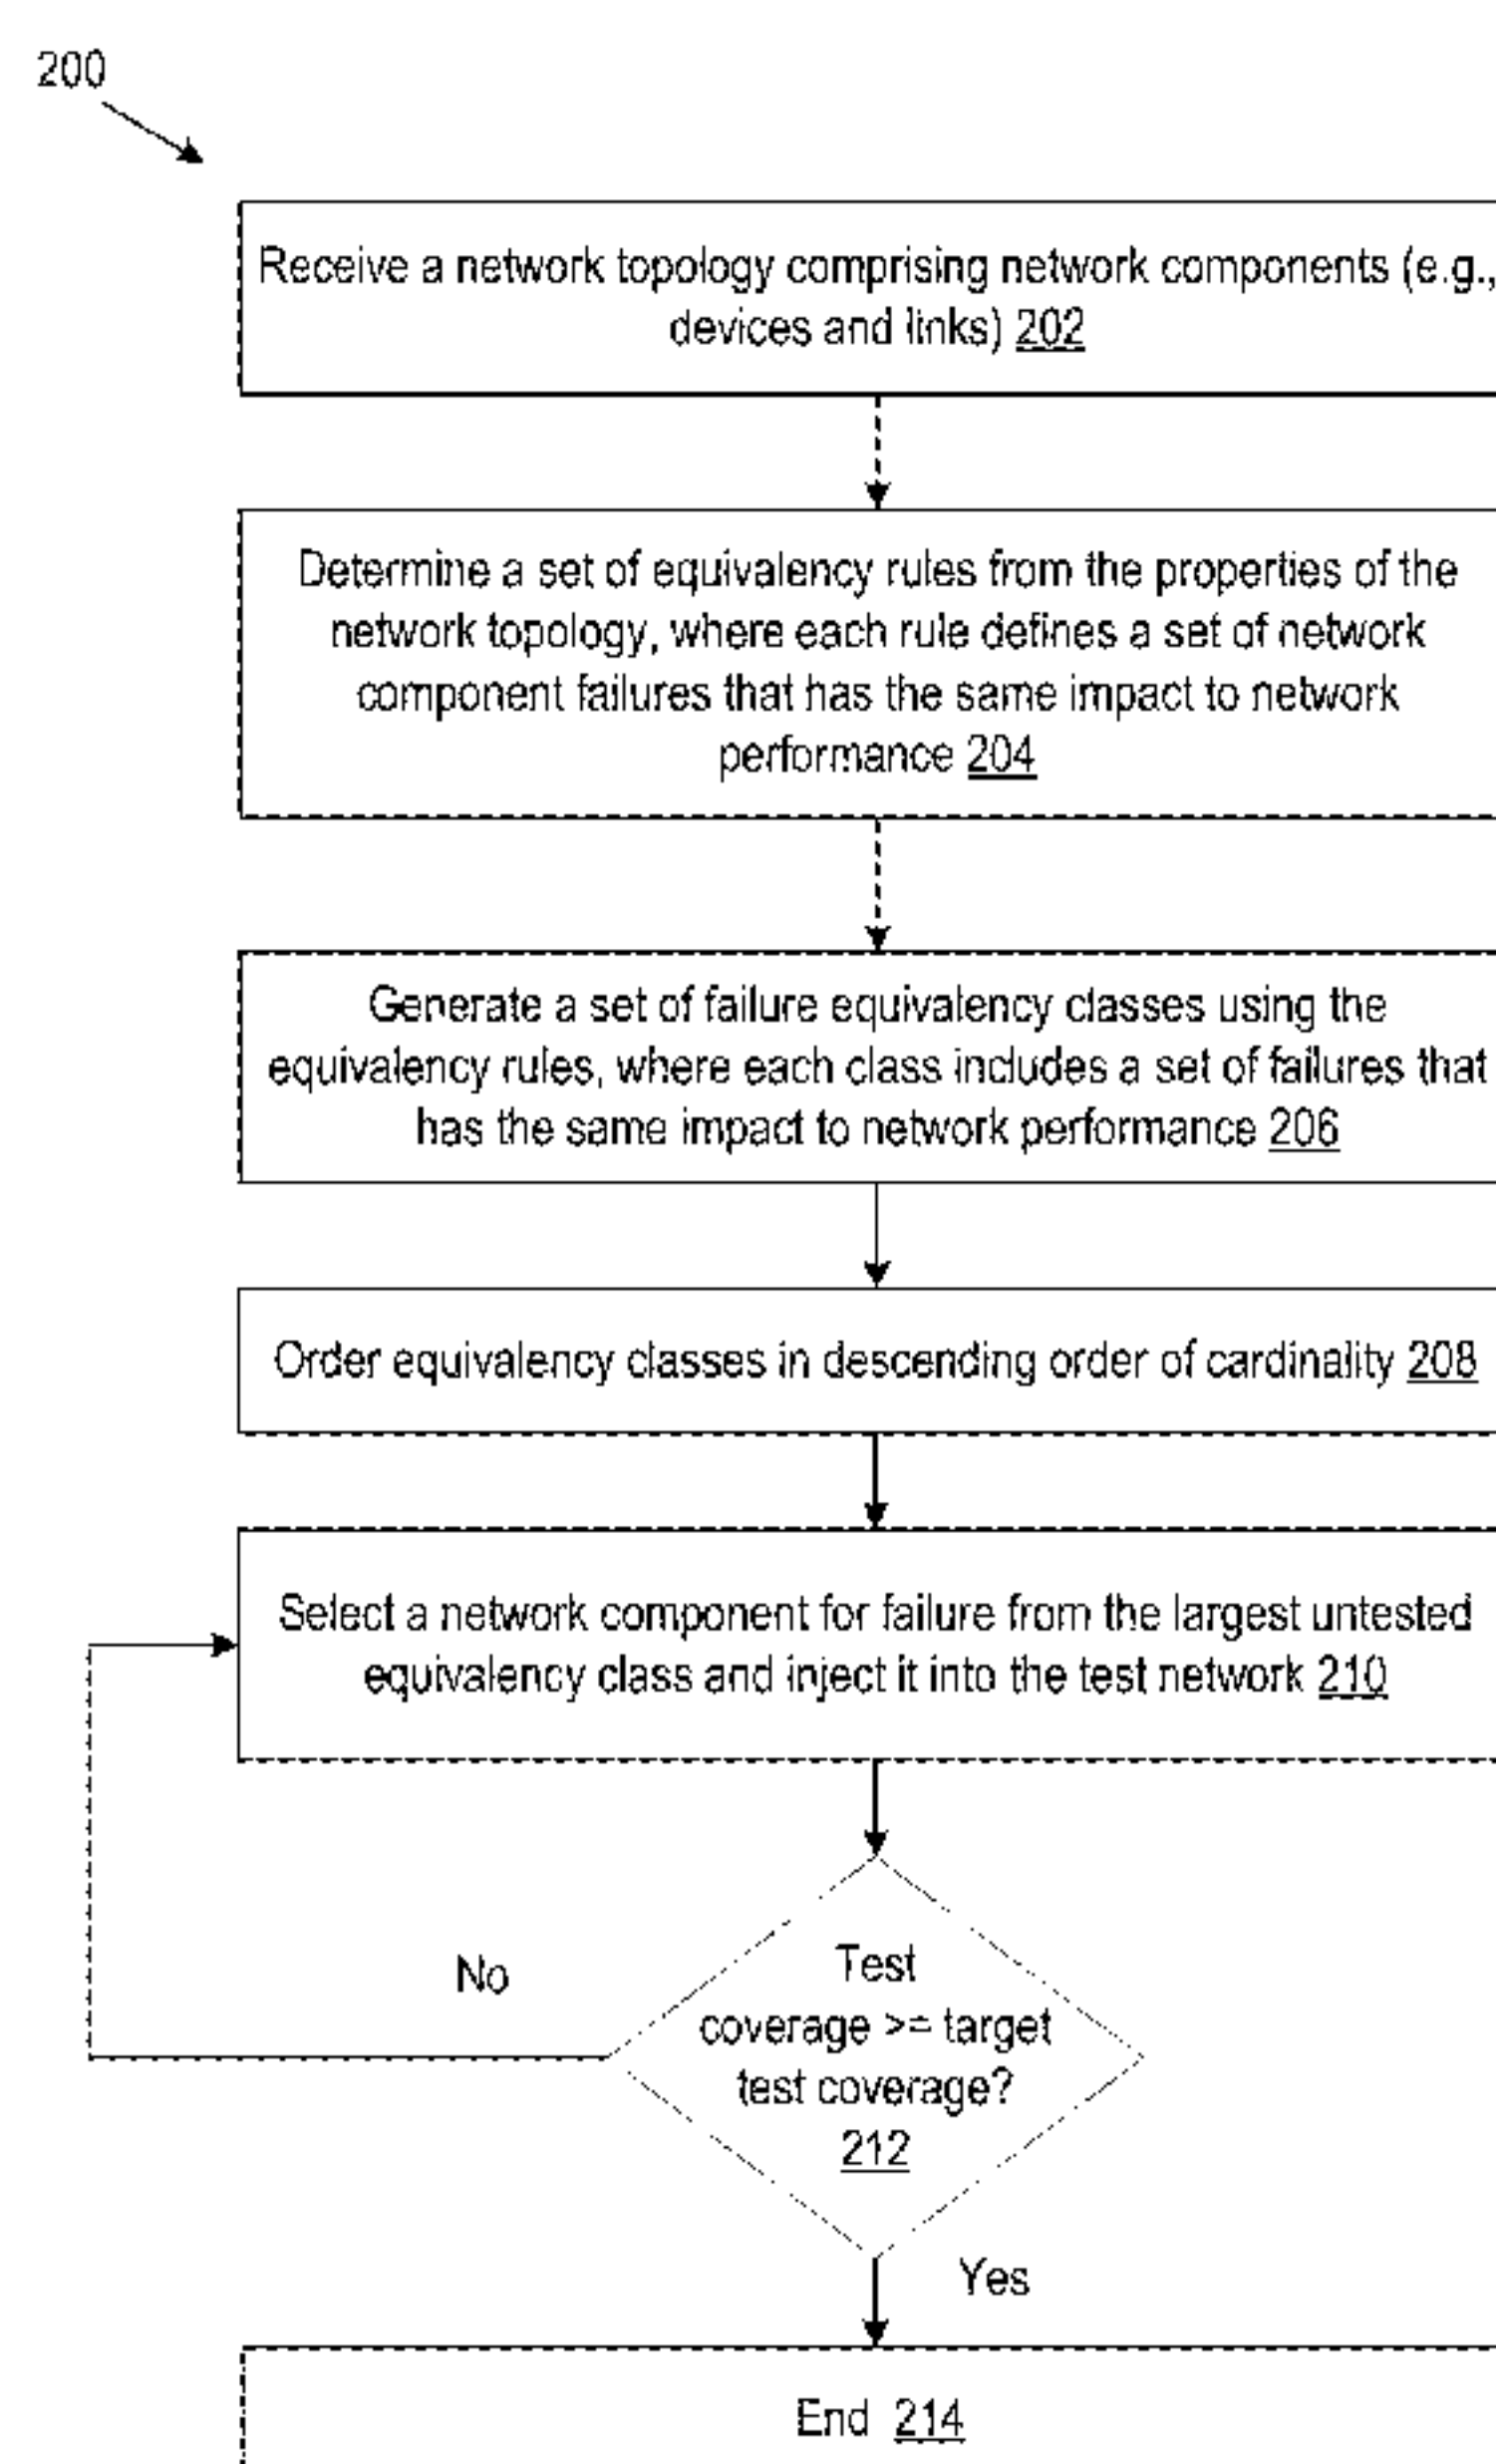 200
Receive a network topology comprising network components (e.g.,
devices and links) 202
Determine a set of equivalency rules from the properties of the
network topology, where each rule defines a set of network
component failures that has the same impact to network
performance 204
Generate a set of failure equivalency classes using the
equivalency rules, where each class includes a set of failures that
has the same impact to network performance 206
Order equivalency classes in descending order of cardinality 208
Select a network component for failure from the largest untested
equivalency class and inject it into the test network 210
No
Test
coverage >= target
test coverage?
212
Yes
End 214